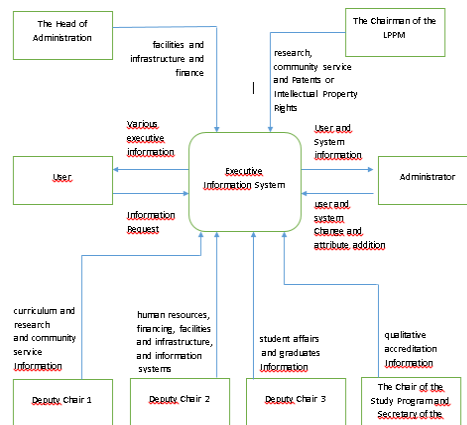 The Head of
Administration
The Chairman of the
LPPM
facilities and
infrastructure and
finance
research,
community service
and Patents or
Intellectual Property
Rights
Various
executive
information
User and
System
information
User
Executive
Information System
Administrator
Information
Request
user and
system
Change and
attribute addition
curriculum and
research
and community
service
Information
human resources,
financing, facilities
and infrastructure,
and information
systems
student affairs
and graduates
Information
qualitative
accreditation
Information
Deputy Chair 1
Deputy Chair 2
Deputy Chair 3
The Chair of the
Study Program and
Secretary of the